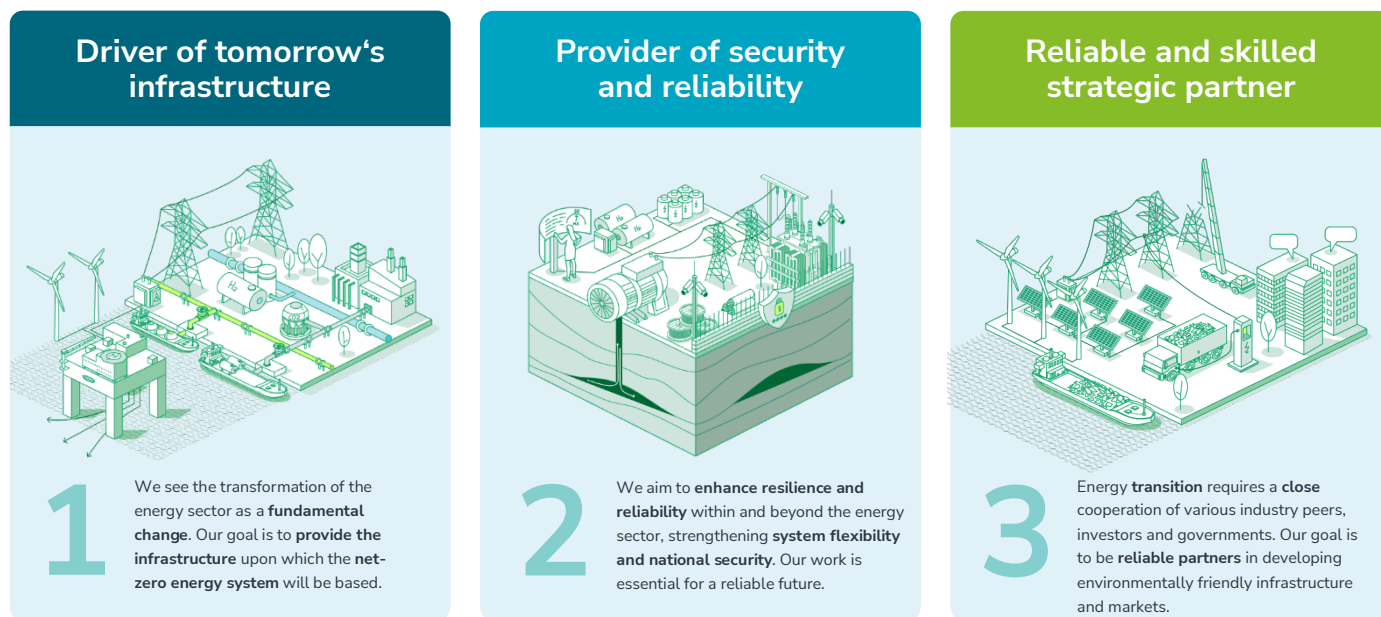 Driver of tomorrow‘s
infrastructure
H₂
1
We see the transformation of the
energy sector as a fundamental
change. Our goal is to provide the
infrastructure upon which the net-
zero energy system will be based.
Provider of security
and reliability
H₂
H₂
2
We aim to enhance resilience and
reliability within and beyond the energy
sector, strengthening system flexibility
and national security. Our work is
essential for a reliable future.
Reliable and skilled
strategic partner
3
Energy transition requires a close
cooperation of various industry peers,
investors and governments. Our goal is
to be reliable partners in developing
environmentally friendly infrastructure
and markets.